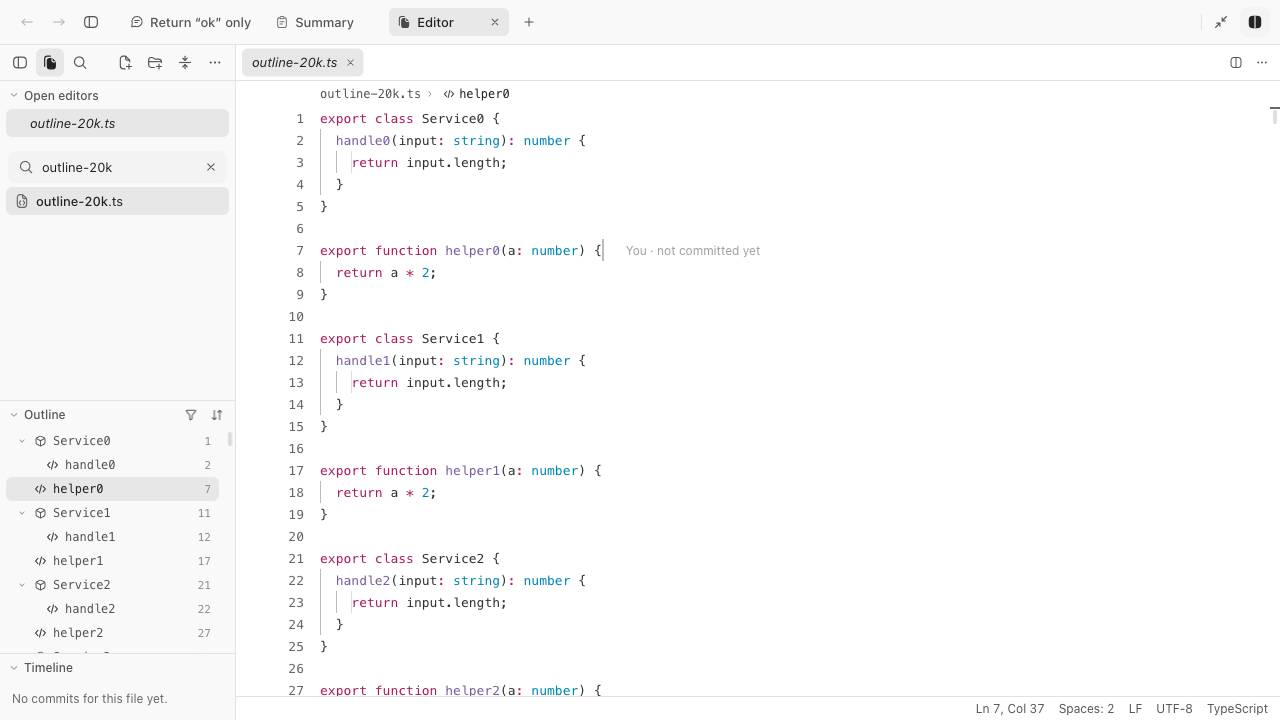 Return “ok” only
Summary
Editor
outline-20k.ts
Open editors
outline-20k.ts
outline-20k
outline-20k.ts
Outline
Service0 1
handle0 2
helper0 7
Service1 11
handle1 12
helper1 17
Service2 21
handle2 22
helper2 27
Timeline
No commits for this file yet.
outline-20k.ts › helper0
1 export class Service0 {
2   handle0(input: string): number {
3     return input.length;
4   }
5 }
6
7 export function helper0(a: number) { You · not committed yet
8   return a * 2;
9 }
10
11 export class Service1 {
12   handle1(input: string): number {
13     return input.length;
14   }
15 }
16
17 export function helper1(a: number) {
18   return a * 2;
19 }
20
21 export class Service2 {
22   handle2(input: string): number {
23     return input.length;
24   }
25 }
26
27 export function helper2(a: number) {
Ln 7, Col 37 Spaces: 2 LF UTF-8 TypeScript